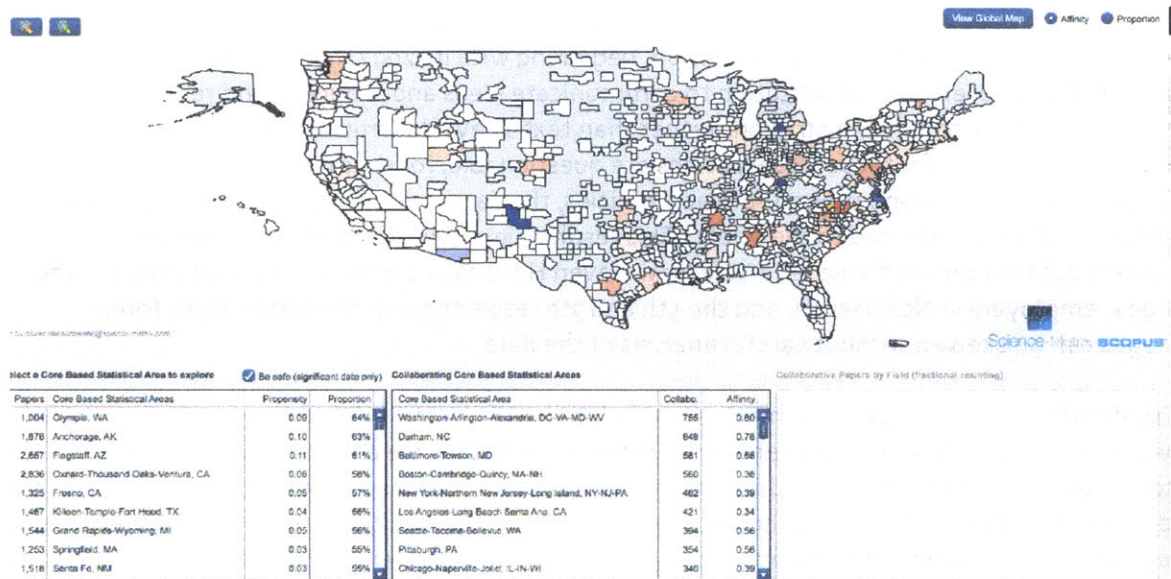 View Global Map Affinity Proportion
Science-Metrix SCOPUS
Select a Core Based Statistical Area to explore Be safe (significant data only) Collaborating Core Based Statistical Areas Collaborative Papers by Field (fractional counting)
Papers Core Based Statistical Areas Propensity Proportion Core Based Statistical Area Collabo. Affinity
1,004 Olympia, WA 0.09 64% Washington-Arlington-Alexandria, DC-VA-MD-WV 0.80
1,878 Anchorage, AK 0.10 63% Durham, NC 649 0.76
2,667 Flagstaff, AZ 0.11 61% Baltimore-Towson, MD 581 0.66
2,836 Oxnard-Thousand Oaks-Ventura, CA 0.06 58% Boston-Cambridge-Quincy, MA-NH 560 0.36
1,325 Fresno, CA 0.05 57% New York-Northern New Jersey-Long Island, NY-NJ-PA 462 0.39
1,467 Killeen-Temple-Fort Hood, TX 0.04 Los Angeles-Long Beach-Santa Ana, CA 421 0.34
1,544 Grand Rapids-Wyoming, MI 0.05 56% Seattle-Tacoma-Bellevue, WA 394 0.56
1,253 Springfield, MA 0.03 55% Pittsburgh, PA 354 0.56
1,518 Santa Fe, NM 0.03 55% Chicago-Naperville-Joliet, IL-IN-WI 340 0.39